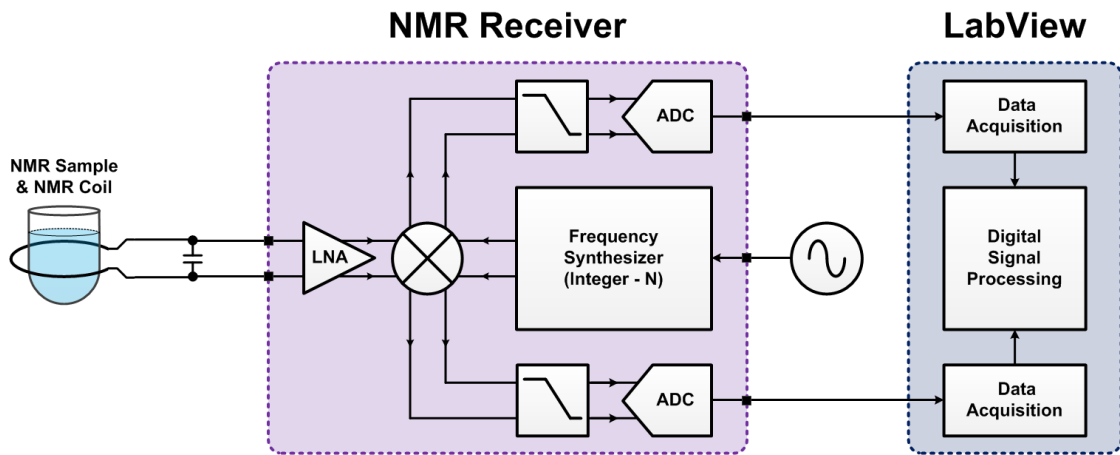 NMR Receiver
LabView
NMR Sample
& NMR Coil
LNA
ADC
Frequency
Synthesizer
(Integer - N)
ADC
Data
Acquisition
Digital
Signal
Processing
Data
Acquisition